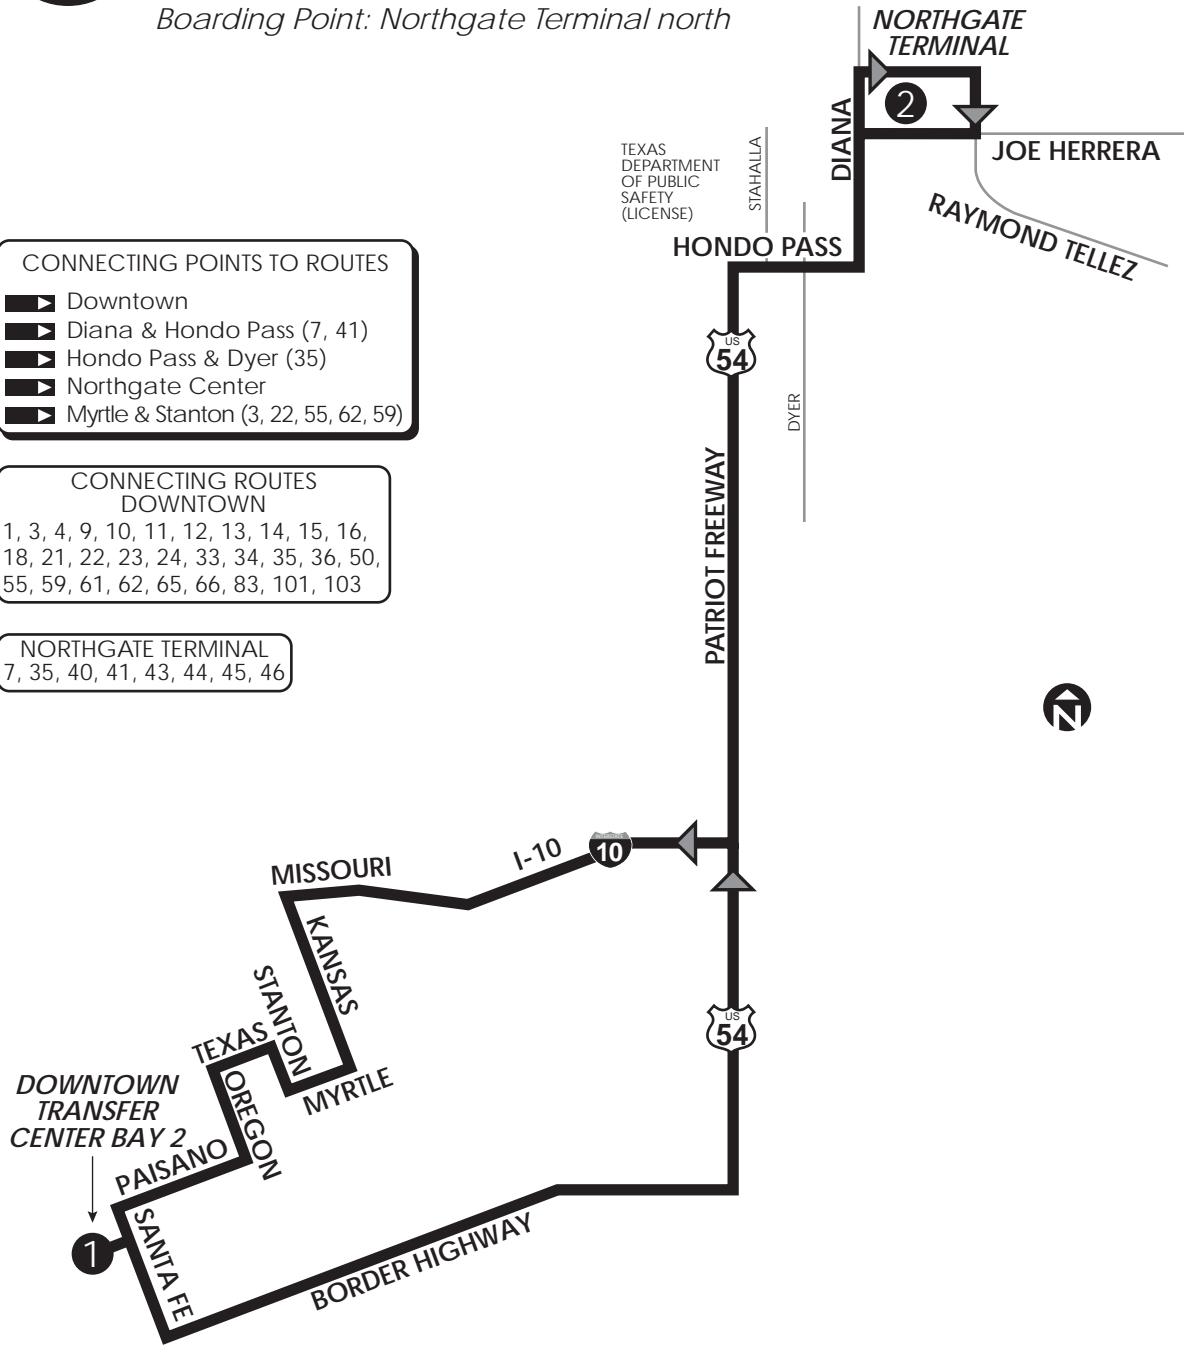 Boarding Point: Northgate Terminal north
NORTHGATE
TERMINAL
2
DIANA
JOE HERRERA
RAYMOND TELLEZ
TEXAS
DEPARTMENT
OF PUBLIC
SAFETY
(LICENSE)
STAHALLA
HONDO PASS
CONNECTING POINTS TO ROUTES
Downtown
Diana & Hondo Pass (7, 41)
Hondo Pass & Dyer (35)
Northgate Center
Myrtle & Stanton (3, 22, 55, 62, 59)
US
54
DYER
PATRIOT FREEWAY
CONNECTING ROUTES
DOWNTOWN
1, 3, 4, 9, 10, 11, 12, 13, 14, 15, 16,
18, 21, 22, 23, 24, 33, 34, 35, 36, 50,
55, 59, 61, 62, 65, 66, 83, 101, 103
NORTHGATE TERMINAL
7, 35, 40, 41, 43, 44, 45, 46
N
I-10
10
MISSOURI
KANSAS
STANTON
TEXAS
MYRTLE
OREGON
US
54
DOWNTOWN
TRANSFER
CENTER BAY 2
PAISANO
1
SANTA FE
BORDER HIGHWAY